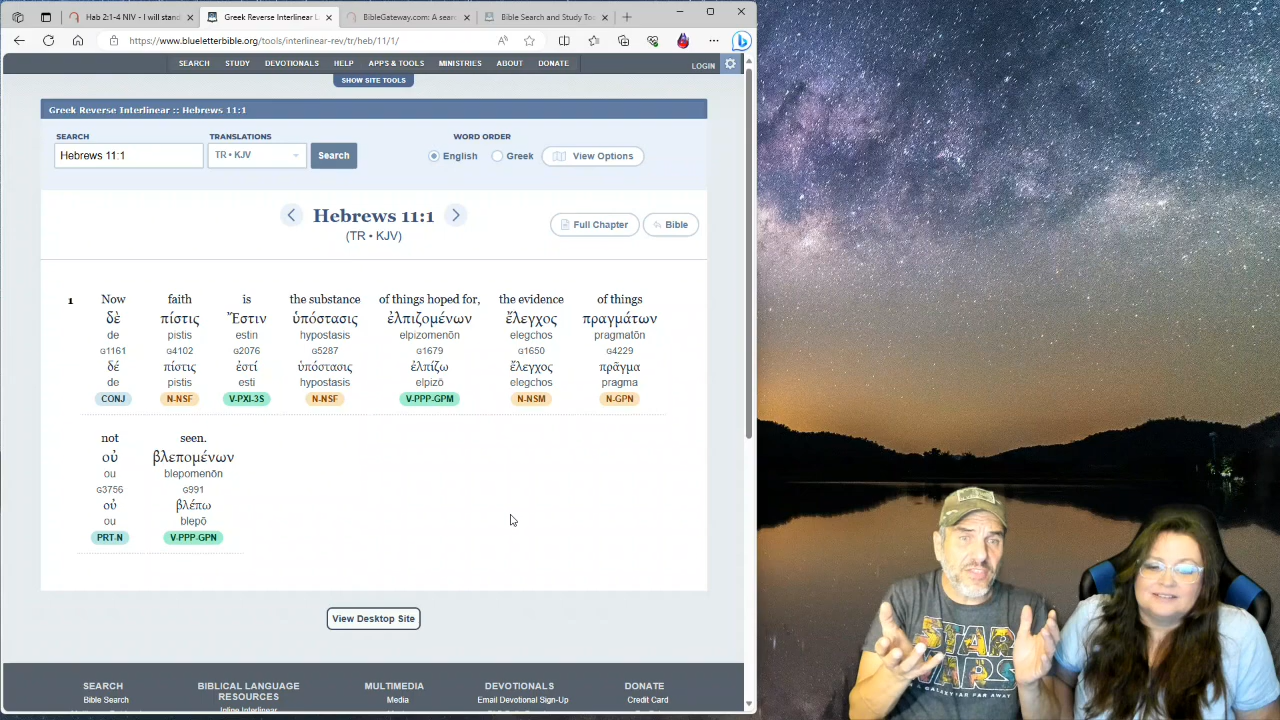 Hab 2:1-4 NIV - I will stand
Greek Reverse Interlinear L
BibleGateway.com: A sear
Bible Search and Study To
https://www.blueletterbible.org/tools/interlinear-rev/tr/heb/11/1/
SEARCH STUDY DEVOTIONALS HELP APPS & TOOLS MINISTRIES ABOUT DONATE LOGIN
SHOW SITE TOOLS
Greek Reverse Interlinear :: Hebrews 11:1
SEARCH TRANSLATIONS WORD ORDER
Hebrews 11:1 TR • KJV Search English Greek View Options
Hebrews 11:1
(TR • KJV)
Full Chapter Bible
1 Now faith is the substance of things hoped for, the evidence of things
δὲ πίστις Ἔστιν ὑπόστασις ἐλπιζομένων ἔλεγχος πραγμάτων
de pistis estin hypostasis elpizomenōn elegchos pragmatōn
G1161 G4102 G2076 G5287 G1679 G1650 G4229
δέ πίστις ἐστί ὑπόστασις ἐλπίζω ἔλεγχος πρᾶγμα
de pistis esti hypostasis elpizō elegchos pragma
CONJ N-NSF V-PXI-3S N-NSF V-PPP-GPM N-NSM N-GPN
not seen.
οὐ βλεπομένων
ou blepomenōn
G3756 G991
οὐ βλέπω
ou blepō
PRT-N V-PPP-GPN
View Desktop Site
SEARCH BIBLICAL LANGUAGE MULTIMEDIA DEVOTIONALS DONATE
RESOURCES
Bible Search Media Email Devotional Sign-Up Credit Card
Inline Interlinear
STAR
WARS
GALAXY FAR AWAY